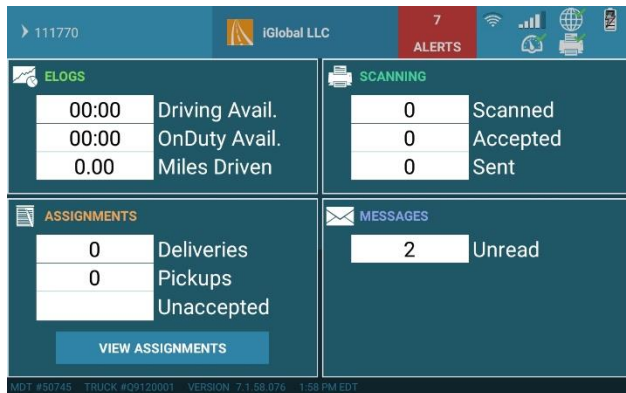 111770
iGlobal LLC
7
ALERTS
ELOGS
00:00 Driving Avail.
00:00 OnDuty Avail.
0.00 Miles Driven
SCANNING
0 Scanned
0 Accepted
0 Sent
ASSIGNMENTS
0 Deliveries
0 Pickups
Unaccepted
VIEW ASSIGNMENTS
MESSAGES
2 Unread
MDT #50745 TRUCK #Q9120001 VERSION 7.1.58.076 1:58 PM EDT